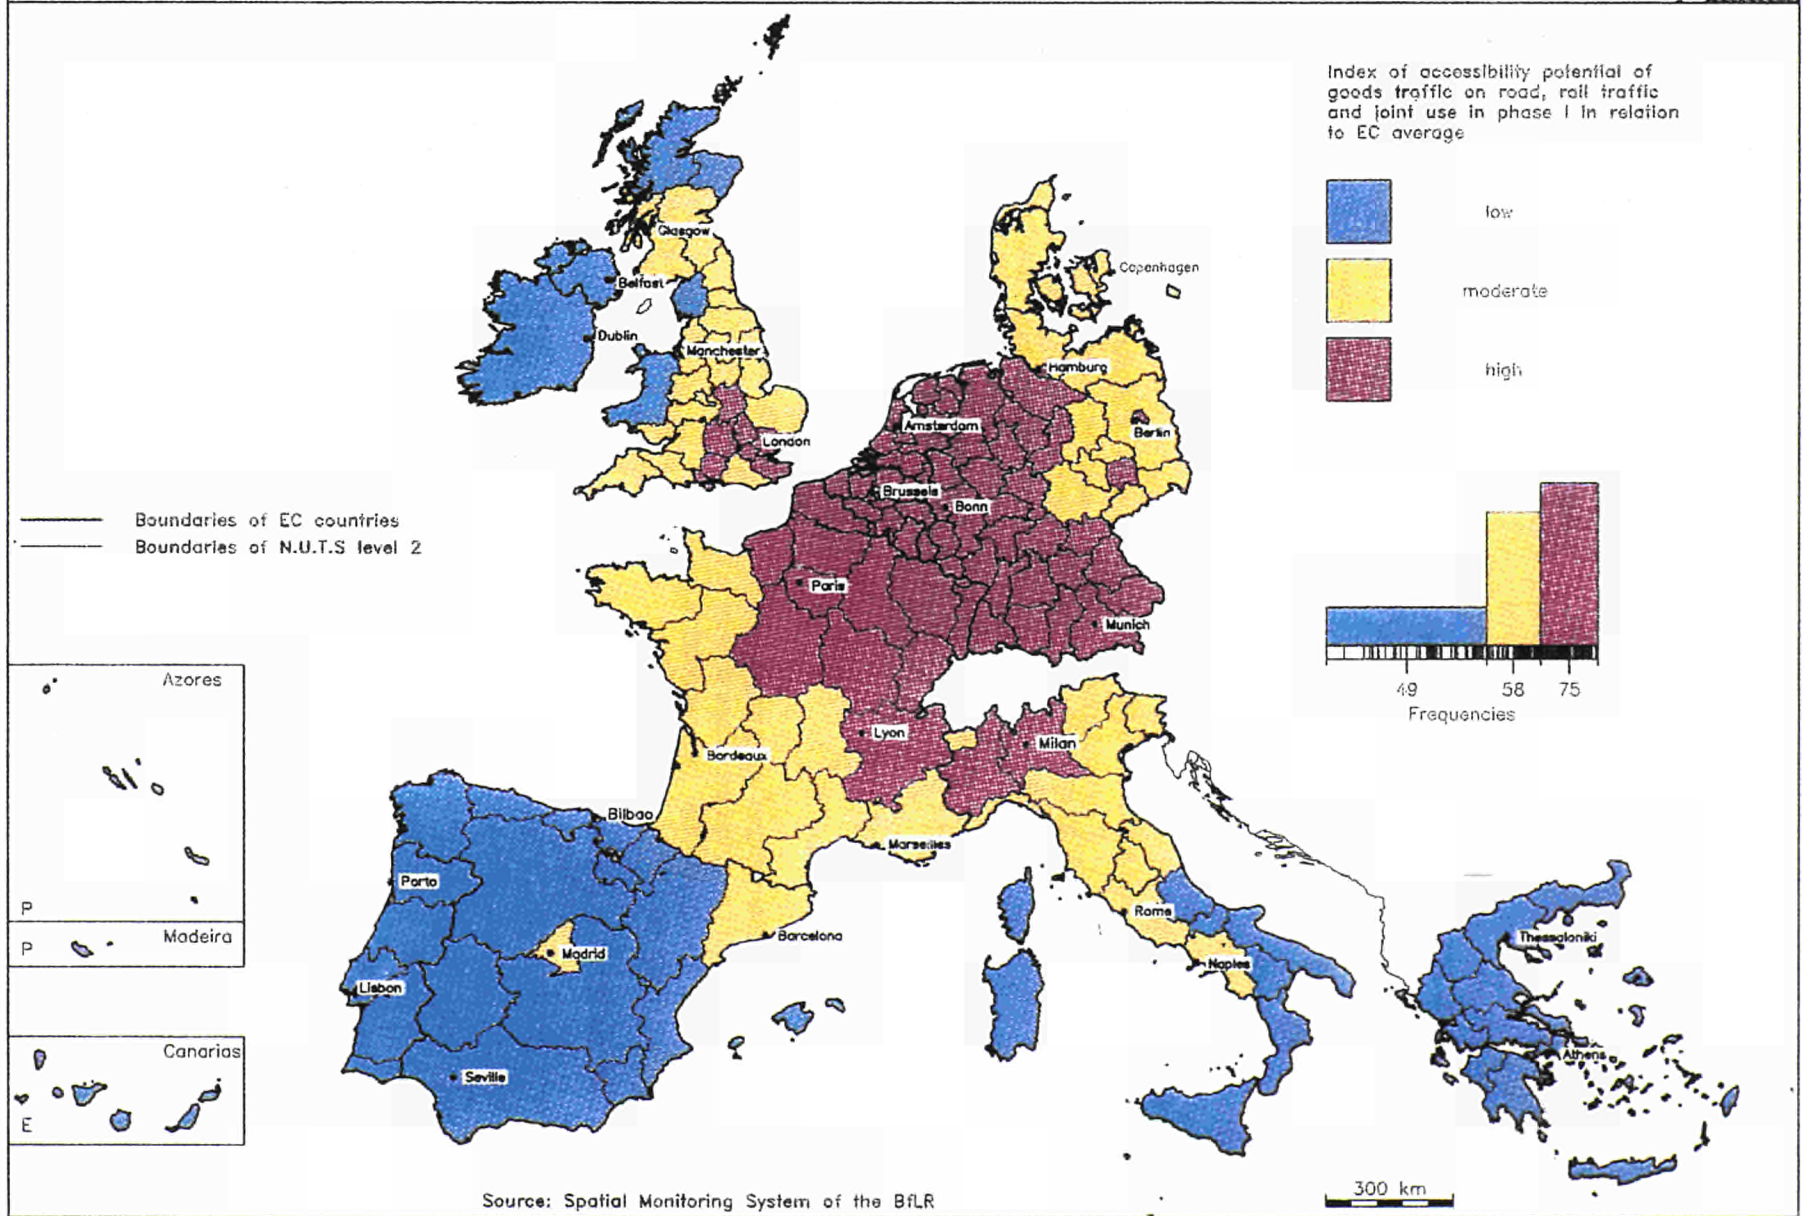 Index of accessibility potential of
goods traffic on road, rail traffic
and joint use in phase I in relation
to EC average
low
moderate
high
Glasgow
Belfast
Dublin
Manchester
London
Copenhagen
Hamburg
Berlin
Amsterdam
Brussels
Bonn
Paris
Munich
Boundaries of EC countries
Boundaries of N.U.T.S level 2
49 58 75
Frequencies
Azores
P
Madeira
P
Canarias
E
Lyon
Milan
Bordeaux
Bilbao
Marseilles
Porto
Madrid
Barcelona
Lisbon
Seville
Rome
Naples
Thessaloniki
Athens
Source: Spatial Monitoring System of the BfLR
300 km